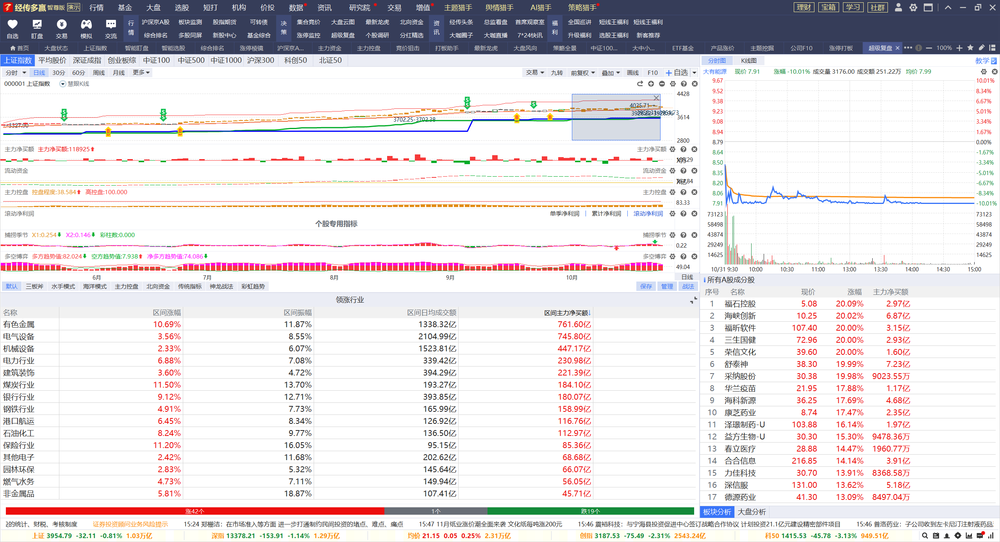 经传多赢 智尊版 演示 行情 基金 大盘 选股 短打 机构 价投 数据 资讯 研究院 交易 增值 主题猎手 舆情猎手 AI猎手 策略猎手 理财 宝箱 学习 社群
行情 沪深京A股 板块监测 股指期货 可转债 决策 集合竞价 大盘云图 最新龙虎 北向资金 资讯 经传头条 总监看盘 首席观察室 福利 全国巡讲 短线王福利 短线王福利
自选 盯盘 交易 模拟 交流 综合排名 多股同屏 新股中心 基金综合 涨停监控 超级复盘 个股调研 分红精选 大咖圈子 大咖直播 7*24快讯 升级福利 选股王福利 新客推荐
首页 大盘状态 上证指数 智能盯盘 智能选股 综合排名 涨停棱镜 沪深京A... 主力资金 主力控盘 竞价狙击 打板助手 最新龙虎 大盘风向 策略全景 中证100... 大中小... ETF基金 产品涨价 主题挖掘 公司F10 涨停打板 超级复盘 100%
上证指数 平均股价 深证成指 创业板综 中证100 中证500 中证1000 沪深300 科创50 北证50
分时 日线 30分 60分 周线 月线 更多 交易 九转 前复权 叠加 画线 F10 自选
000001 上证指数 慧眼K线
4428
4025.71
3702.25-3702.38
3614
3327.90
2800
主力净买额 主力净买额:118925 主力净买额
流动资金 流动资金
主力控盘 控盘程度:38.584 高控盘:100.000 主力控盘
83.33
滚动净利润 单季净利润 累计净利润 滚动净利润
个股专用指标
捕捞季节 X1:0.254 X2:0.146 彩柱数:0.000 捕捞季节
0.22
多空博弈 多方趋势值:82.024 空方趋势值:7.938 净多方趋势值:74.086 多空博弈
49.04
6月 7月 8月 9月 10月 日线
默认 三板斧 水手模式 海洋模式 主力控盘 北向资金 传统指标 神龙战法 彩虹趋势 保存 管理 战法
领涨行业
名称 区间涨幅 区间振幅 区间日均成交额 区间主力净买额↓
有色金属 10.69% 11.87% 1338.32亿 761.60亿
电气设备 3.56% 8.55% 2104.99亿 745.80亿
机械设备 2.33% 6.07% 1523.81亿 447.17亿
电力行业 6.88% 7.08% 339.42亿 230.98亿
建筑装饰 3.60% 4.72% 394.29亿 221.39亿
煤炭行业 11.50% 13.70% 193.27亿 184.10亿
银行行业 9.12% 12.71% 393.85亿 180.07亿
钢铁行业 4.91% 7.73% 165.99亿 158.99亿
港口航运 6.45% 8.34% 126.92亿 116.76亿
石油化工 8.24% 9.77% 136.50亿 112.97亿
保险行业 11.20% 16.05% 95.15亿 85.36亿
其他电子 2.42% 11.68% 202.62亿 68.68亿
园林环保 2.83% 5.32% 145.64亿 66.07亿
燃气水务 4.73% 7.11% 149.94亿 56.05亿
非金属品 5.81% 18.87% 107.41亿 45.71亿
涨42个 1个 跌19个
分时图 K线图 教学
大有能源 现价 7.91 涨幅 -10.01% 成交量 3176.00 成交额 251.22万 均价 7.99
9.67 10.01%
9.52 8.34%
9.38 6.67%
9.23 5.01%
9.08 3.34%
8.94 1.67%
8.79 0.00%
8.64 -1.67%
8.50 -3.34%
8.35 -5.01%
8.20 -6.67%
8.06 -8.34%
7.91 -10.01%
73123 73123
58498 58498
43874 43874
29249 29249
14625 14625
10/31 9:30 10:00 10:30 11:00 13:00 13:30 14:00 14:30 15:00
所有A股成分股
序号 名称 现价 涨幅 主力净买额
1 福石控股 5.08 20.09% 2.97亿
2 海峡创新 10.25 20.02% 6.87亿
3 福昕软件 107.40 20.00% 3.15亿
4 三生国健 72.96 20.00% 2.93亿
5 荣信文化 39.60 20.00% 1.60亿
6 舒泰神 38.30 19.99% 7.23亿
7 采纳股份 30.38 19.98% 9023.55万
8 华兰疫苗 21.95 17.88% 1.17亿
9 海科新源 36.25 17.69% 4.68亿
10 康芝药业 8.74 17.47% 2.35亿
11 泽璟制药-U 103.88 16.14% 1.97亿
12 益方生物-U 30.30 15.30% 9478.36万
13 春立医疗 28.88 14.47% 1960.77万
14 合合信息 216.85 14.14% 3.91亿
15 力佳科技 30.70 13.91% 8368.58万
16 深信服 131.00 13.62% 5.18亿
17 德源药业 41.30 13.09% 8497.04万
板块分析 大盘分析
的统计、财税、考核制度 证券投资顾问业务风险提示 15:24 郑栅洁：在市场准入等方面 进一步打通制约民间投资的堵点、难点、痛点 15:47 11月纸业涨价潮全面来袭 文化纸每吨涨200元 15:46 震裕科技：与宁海县投资促进中心签订战略合作协议 计划投资21.1亿元建设精密部件项目 15:46 普洛药业：子公司收到左卡尼汀注射液药品
上证 3954.79 -32.11 -0.81% 1.03万亿 深指 13378.21 -153.91 -1.14% 1.29万亿 均价 21.15 0.05 0.25% 2.31万亿 创指 3187.53 -75.49 -2.31% 2543.24亿 科50 1415.53 -45.78 -3.13% 949.51亿